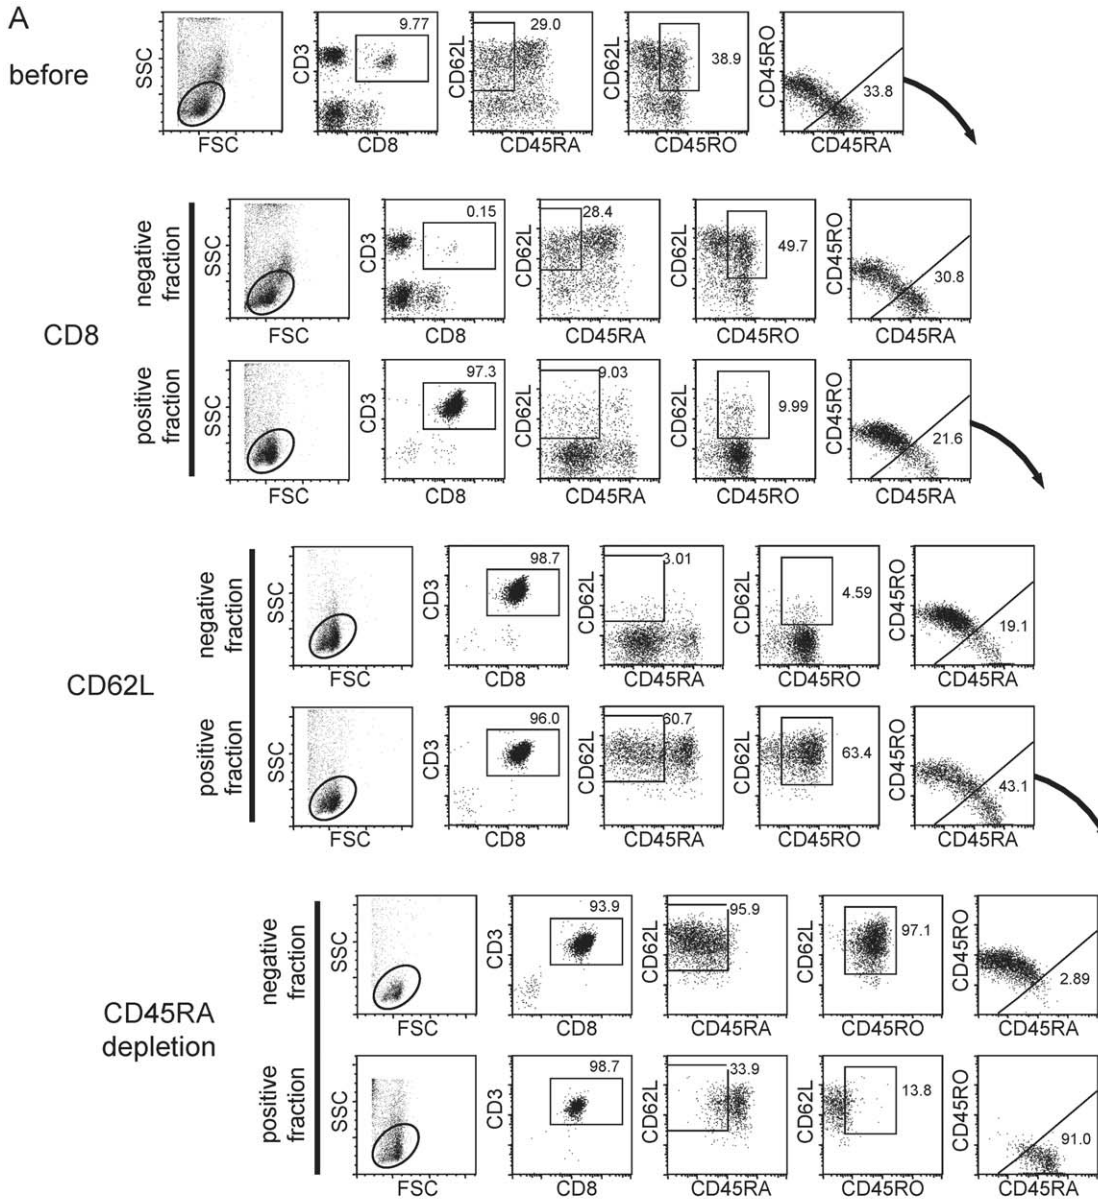 A
before
SSC
FSC
9.77
CD3
CD8
29.0
CD62L
CD45RA
38.9
CD62L
CD45RO
33.8
CD45RO
CD45RA
CD8
negative
fraction
SSC
FSC
0.15
CD3
CD8
28.4
CD62L
CD45RA
49.7
CD62L
CD45RO
30.8
CD45RO
CD45RA
positive
fraction
SSC
FSC
97.3
CD3
CD8
9.03
CD62L
CD45RA
9.99
CD62L
CD45RO
21.6
CD45RO
CD45RA
CD62L
negative
fraction
SSC
FSC
98.7
CD3
CD8
3.01
CD62L
CD45RA
4.59
CD62L
CD45RO
19.1
CD45RO
CD45RA
positive
fraction
SSC
FSC
96.0
CD3
CD8
60.7
CD62L
CD45RA
63.4
CD62L
CD45RO
43.1
CD45RO
CD45RA
CD45RA
depletion
negative
fraction
SSC
FSC
93.9
CD3
CD8
95.9
CD62L
CD45RA
97.1
CD62L
CD45RO
2.89
CD45RO
CD45RA
positive
fraction
SSC
FSC
98.7
CD3
CD8
33.9
CD62L
CD45RA
13.8
CD62L
CD45RO
91.0
CD45RO
CD45RA